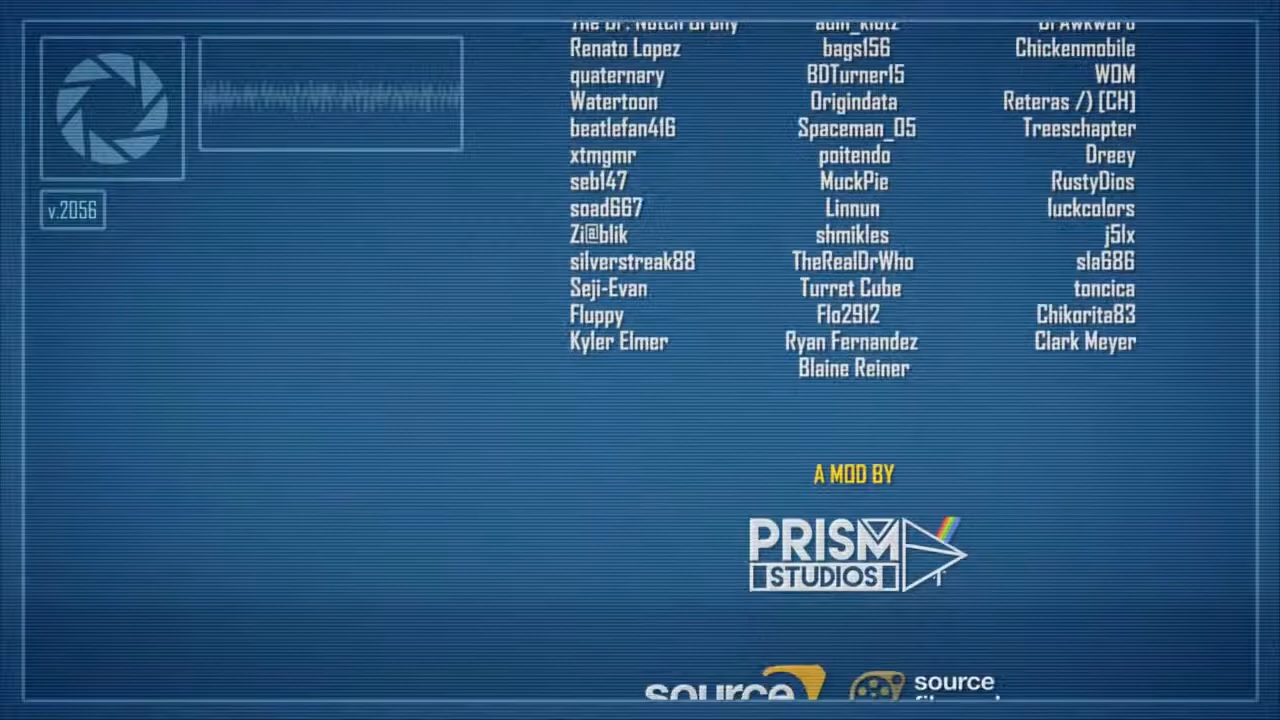 v.2056
Renato Lopez bags156 Chickenmobile
quaternary BDTurner15 WOM
Watertoon Origindata Reteras /) [CH]
beatlefan416 Spaceman_05 Treeschapter
xtmgmr poitendo Dreey
seb147 MuckPie RustyDios
soad667 Linnun luckcolors
Zi@blik shmikles j5lx
silverstreak88 TheRealDrWho sla686
Seji-Evan Turret Cube toncica
Fluppy Flo2912 Chikorita83
Kyler Elmer Ryan Fernandez Clark Meyer
Blaine Reiner
A MOD BY
PRISM
STUDIOS
source source